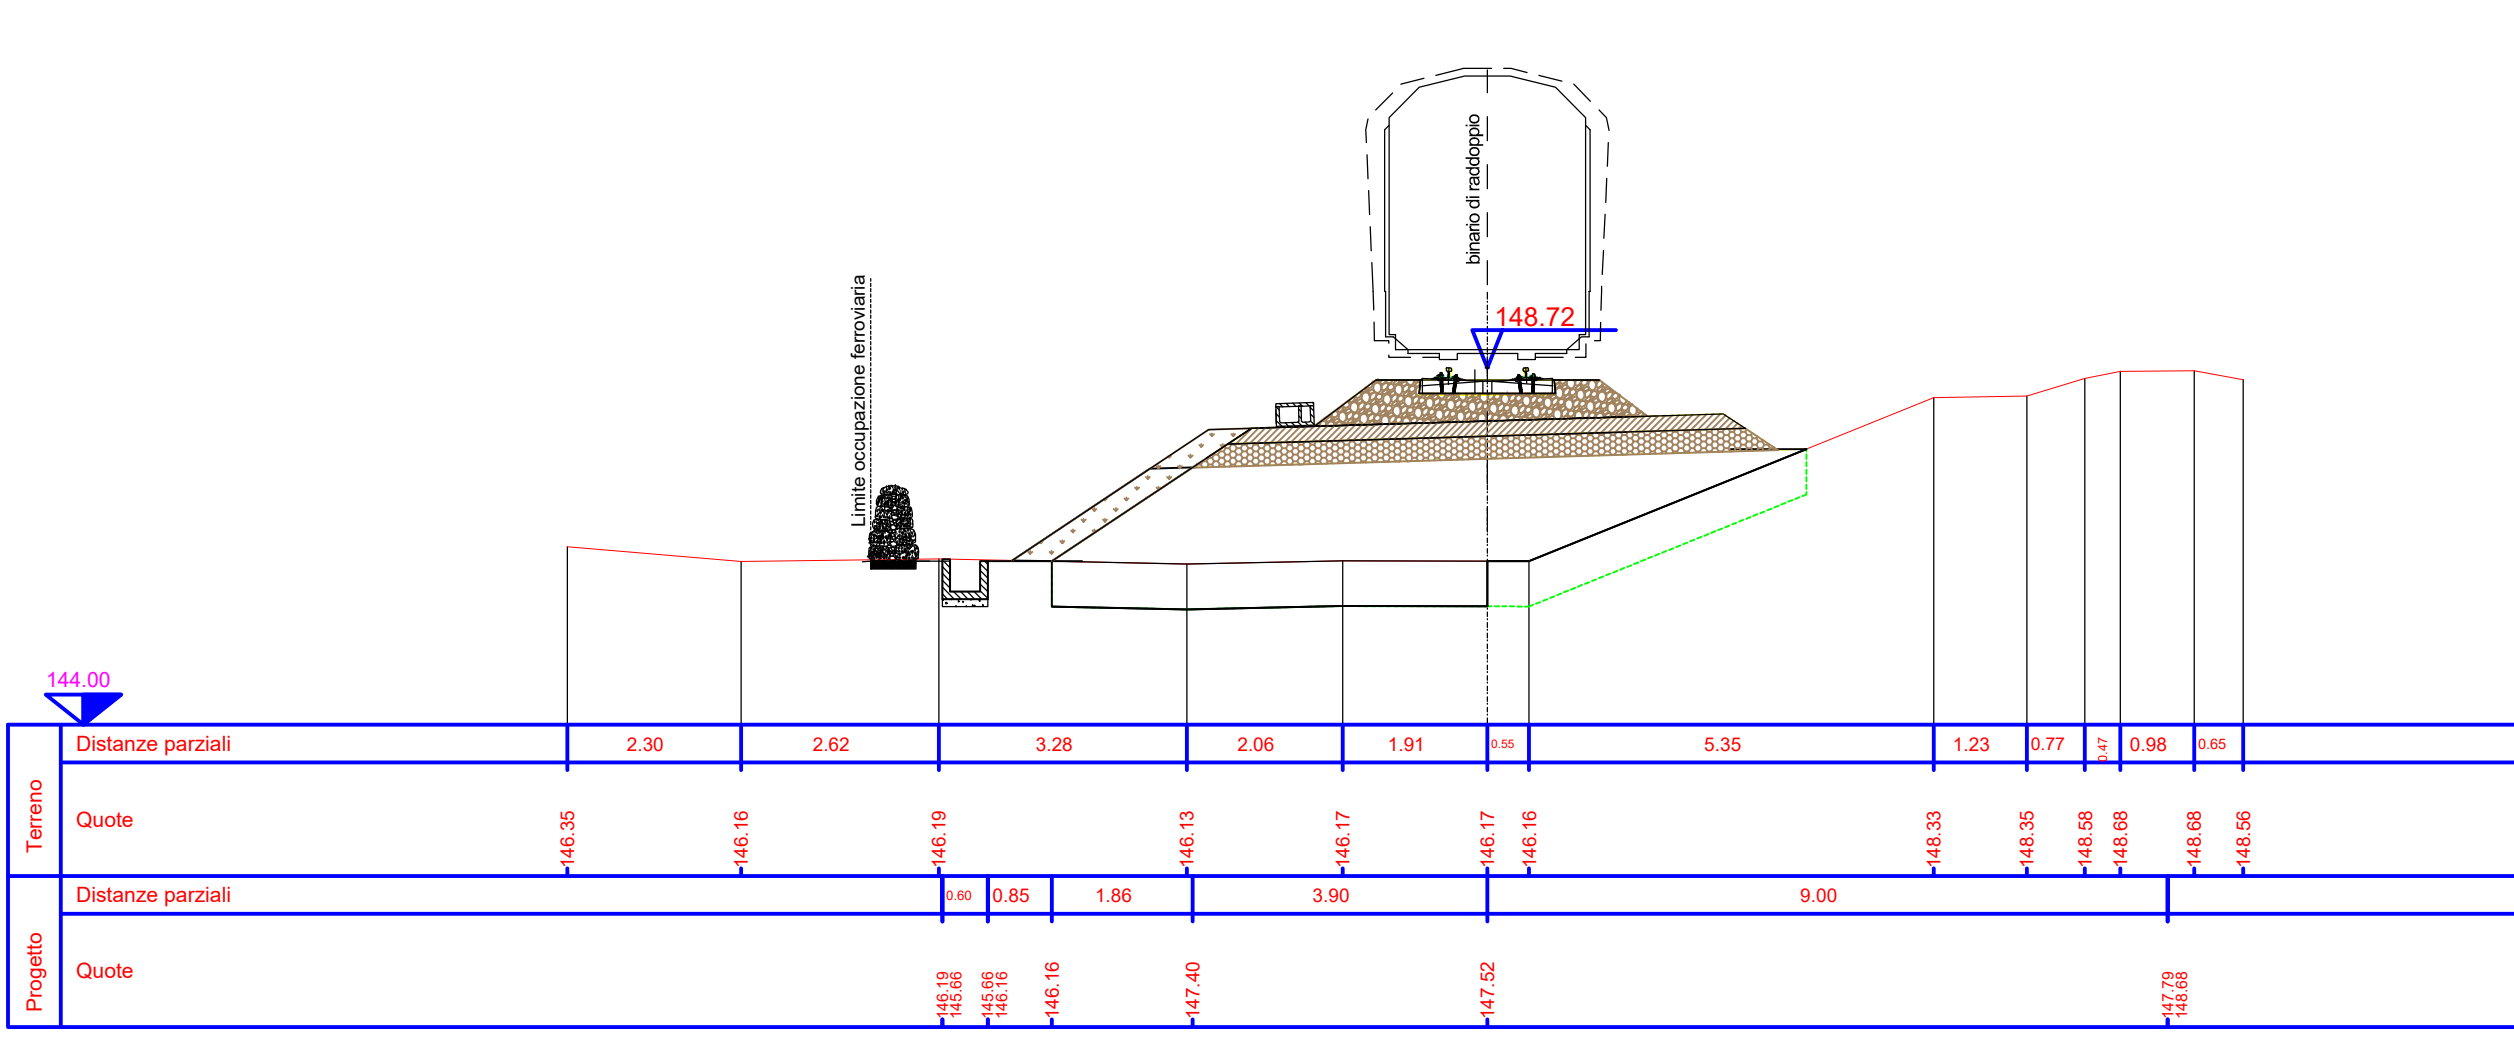 binario di raddoppio
148.72
Limite occupazione ferroviaria
144.00
Terreno
Distanze parziali
2.30 2.62 3.28 2.06 1.91 0.55 5.35 1.23 0.77 0.47 0.98 0.65
Quote
146.35 146.16 146.19 146.13 146.17 146.17 146.16 148.33 148.35 148.58 148.68 148.68 148.56
Progetto
Distanze parziali
0.60 0.85 1.86 3.90 9.00
Quote
146.19 145.66 145.66 146.16 146.16 147.40 147.52 147.79 148.68